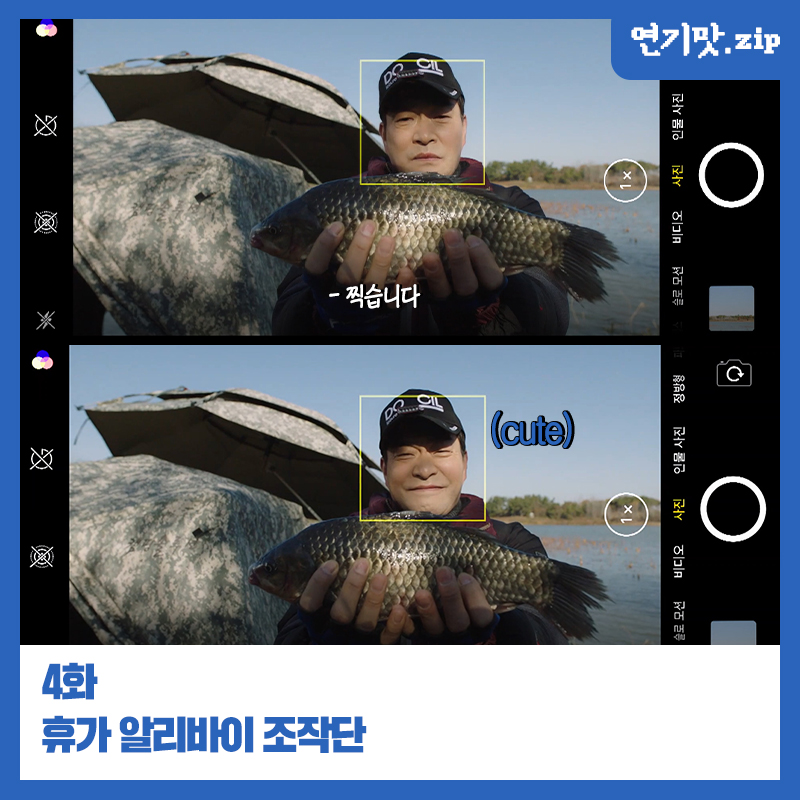 연기맛.zip
DO CIL
인물 사진
사진
비디오
슬로 모션
1×
- 찍습니다
(cute)
정방형
인물 사진
사진
비디오
슬로 모션
1×
4화
휴가 알리바이 조작단